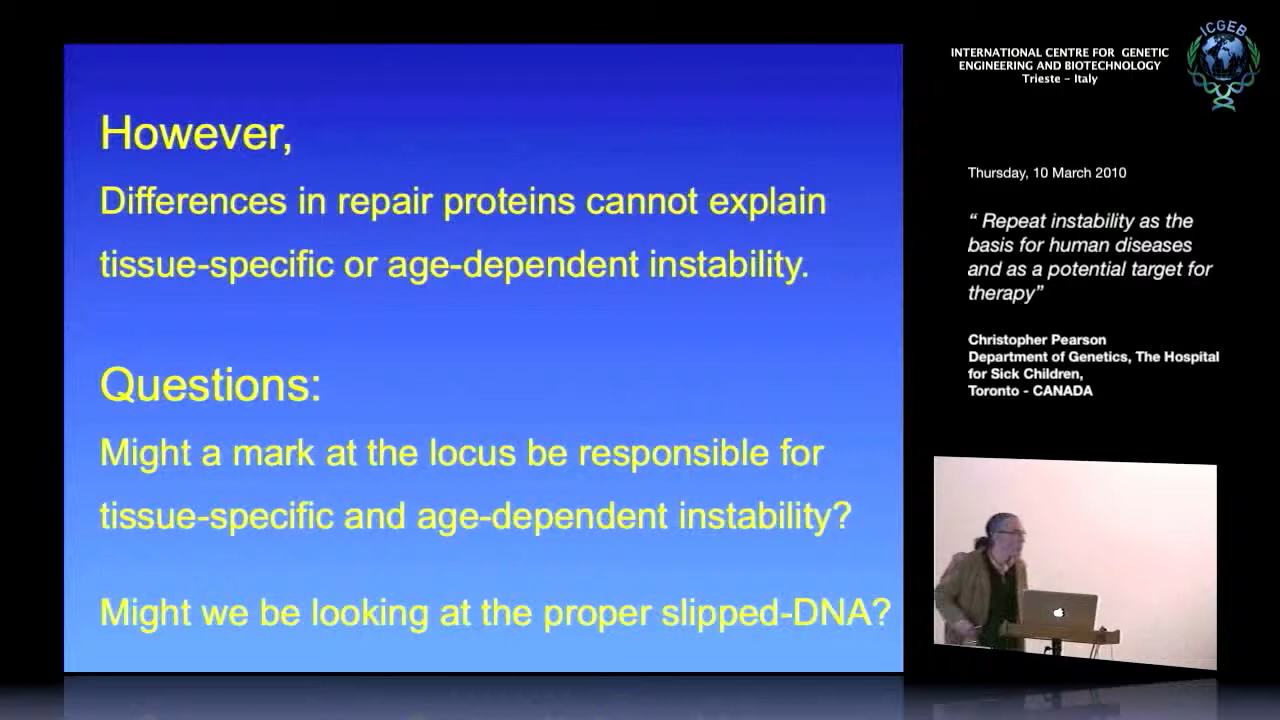 However,
Differences in repair proteins cannot explain
tissue-specific or age-dependent instability.
Questions:
Might a mark at the locus be responsible for
tissue-specific and age-dependent instability?
Might we be looking at the proper slipped-DNA?
INTERNATIONAL CENTRE FOR GENETIC
ENGINEERING AND BIOTECHNOLOGY
Trieste - Italy
ICGEB
Thursday, 10 March 2010
“ Repeat instability as the
basis for human diseases
and as a potential target for
therapy”
Christopher Pearson
Department of Genetics, The Hospital
for Sick Children,
Toronto - CANADA